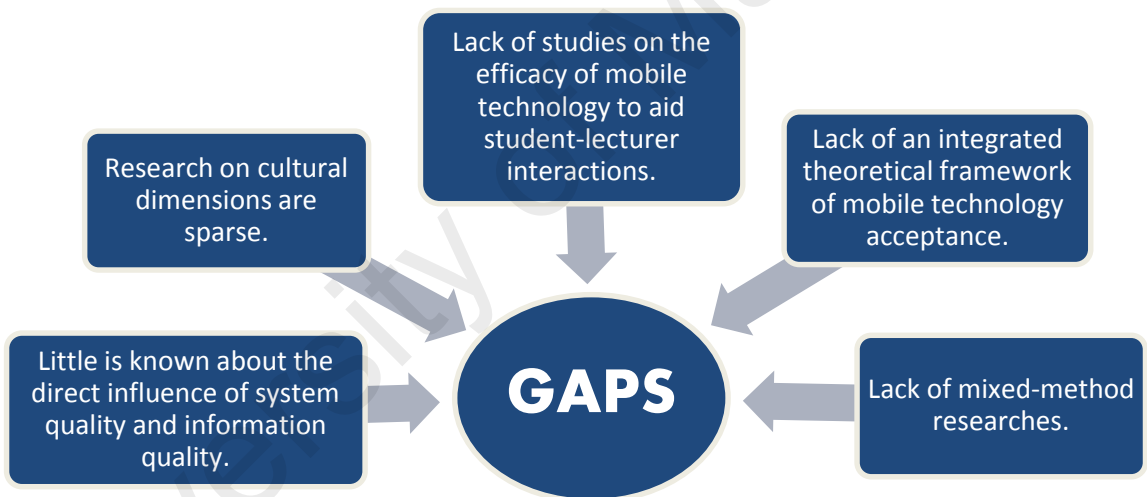 Lack of studies on the
efficacy of mobile
technology to aid
student-lecturer
interactions.
Research on cultural
dimensions are
sparse.
Lack of an integrated
theoretical framework
of mobile technology
acceptance.
Little is known about the
direct influence of system
quality and information
quality.
GAPS
Lack of mixed-method
researches.
versity of M